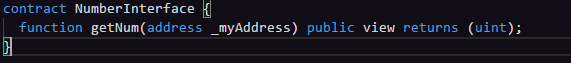 contract NumberInterface {
  function getNum(address _myAddress) public view returns (uint);
}